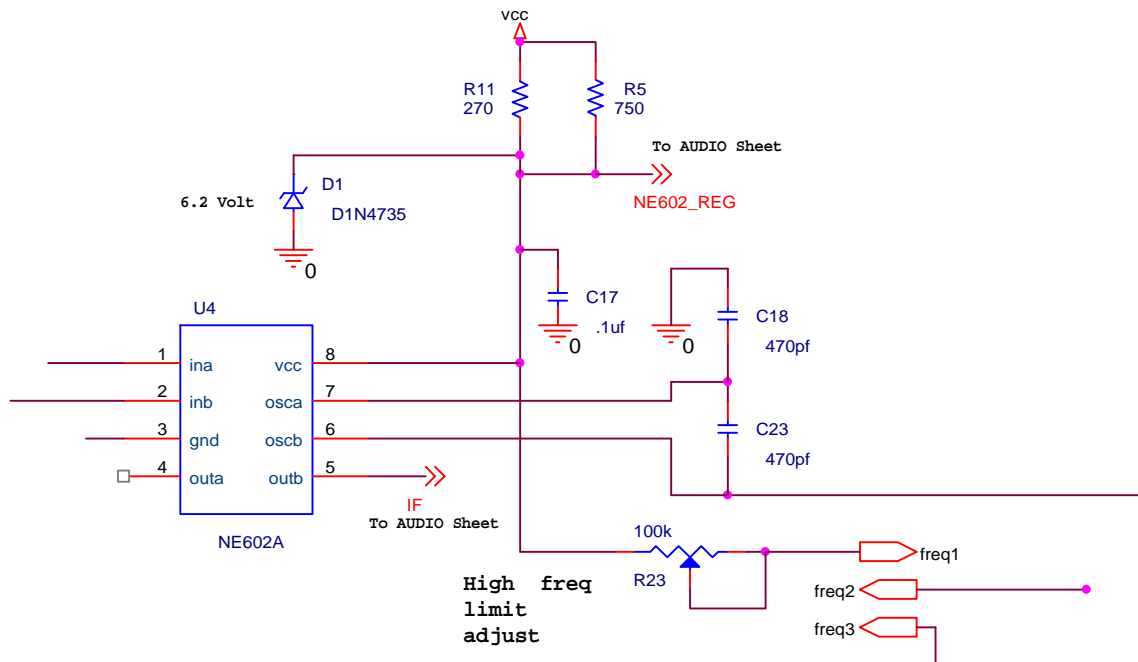 vcc
R11
270
R5
750
To AUDIO Sheet
NE602_REG
6.2 Volt
D1
D1N4735
0
C17
.1uf
0
0
C18
470pf
U4
1
ina
vcc
8
2
inb
osca
7
3
gnd
oscb
6
4
outa
outb
5
C23
470pf
IF
To AUDIO Sheet
NE602A
100k
R23
High freq
limit
adjust
freq1
freq2
freq3